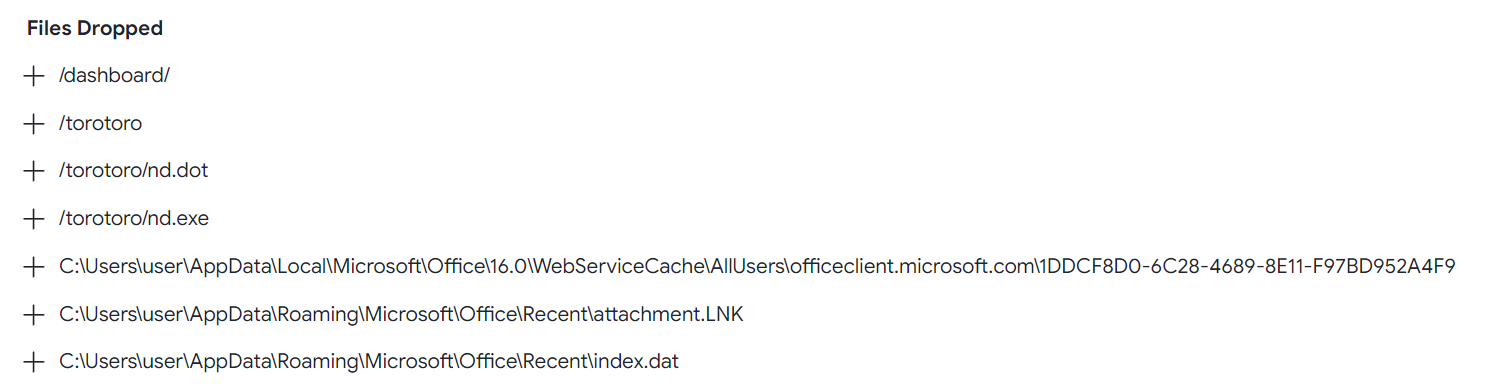 Files Dropped
/dashboard/
/torotoro
/torotoro/nd.dot
/torotoro/nd.exe
C:\Users\user\AppData\Local\Microsoft\Office\16.0\WebServiceCache\AllUsers\officeclient.microsoft.com\1DDCF8D0-6C28-4689-8E11-F97BD952A4F9
C:\Users\user\AppData\Roaming\Microsoft\Office\Recent\attachment.LNK
C:\Users\user\AppData\Roaming\Microsoft\Office\Recent\index.dat